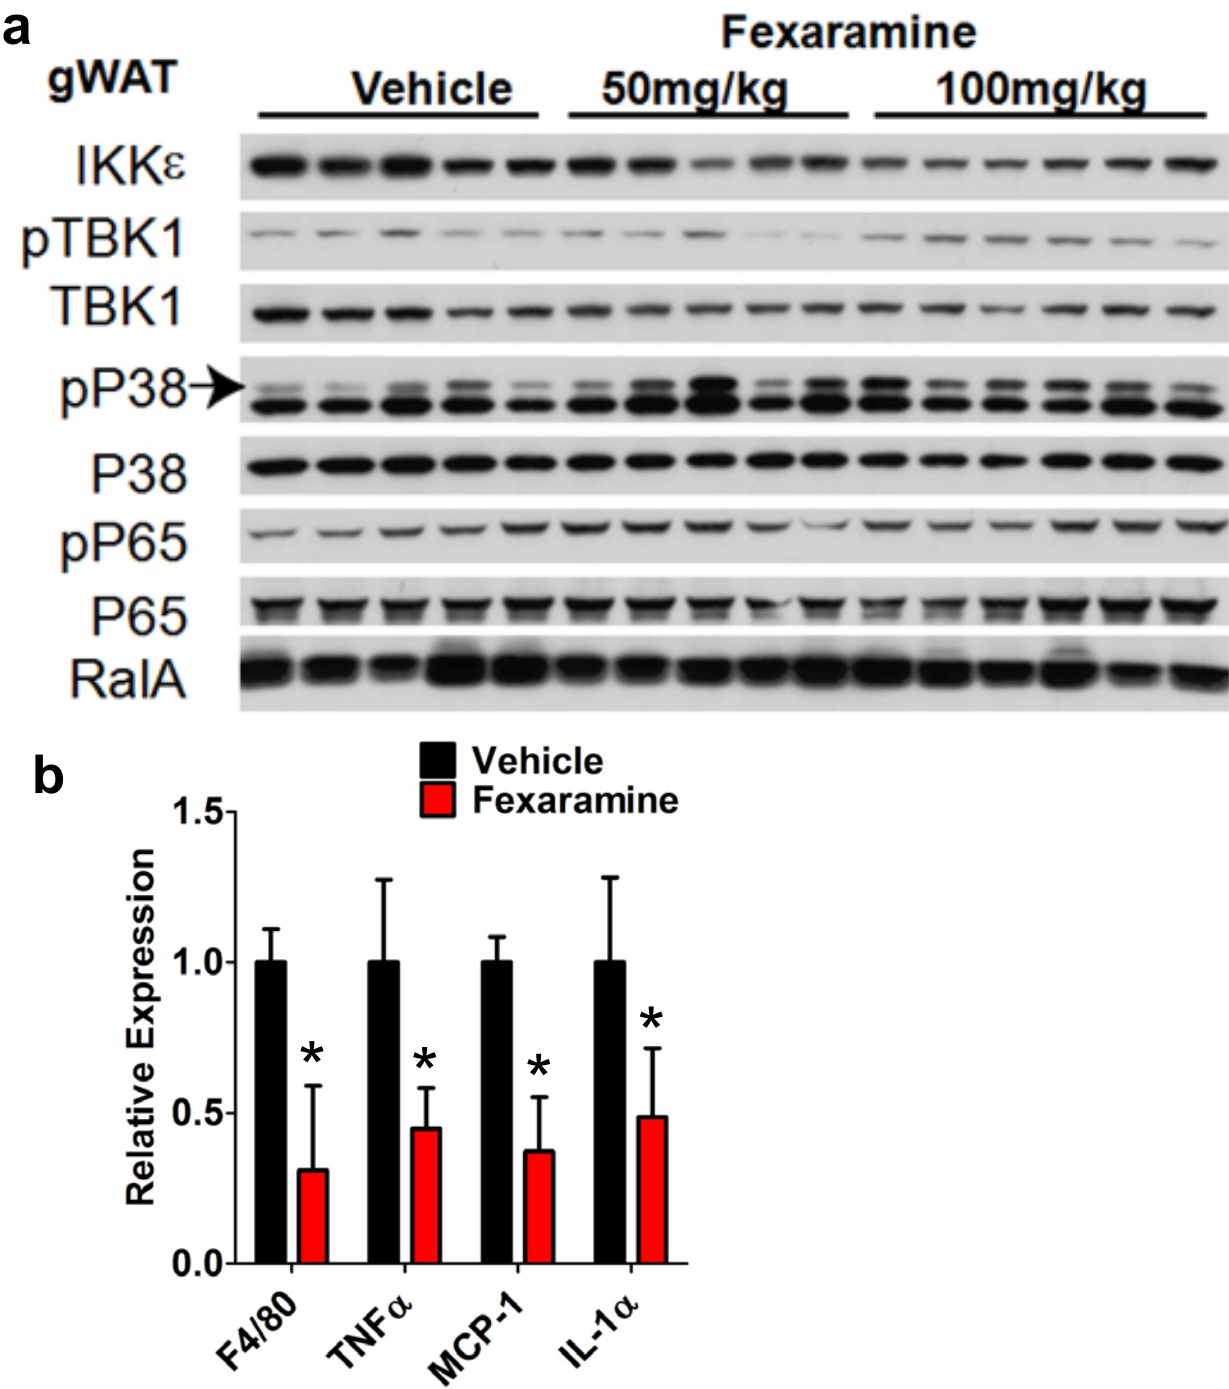 a
Fexaramine
gWAT
Vehicle 50mg/kg 100mg/kg
IKKε
pTBK1
TBK1
pP38
P38
pP65
P65
RalA
b
Vehicle
Fexaramine
1.5
1.0
0.5
0.0
Relative Expression
* * * *
F4/80 TNFα MCP-1 IL-1α